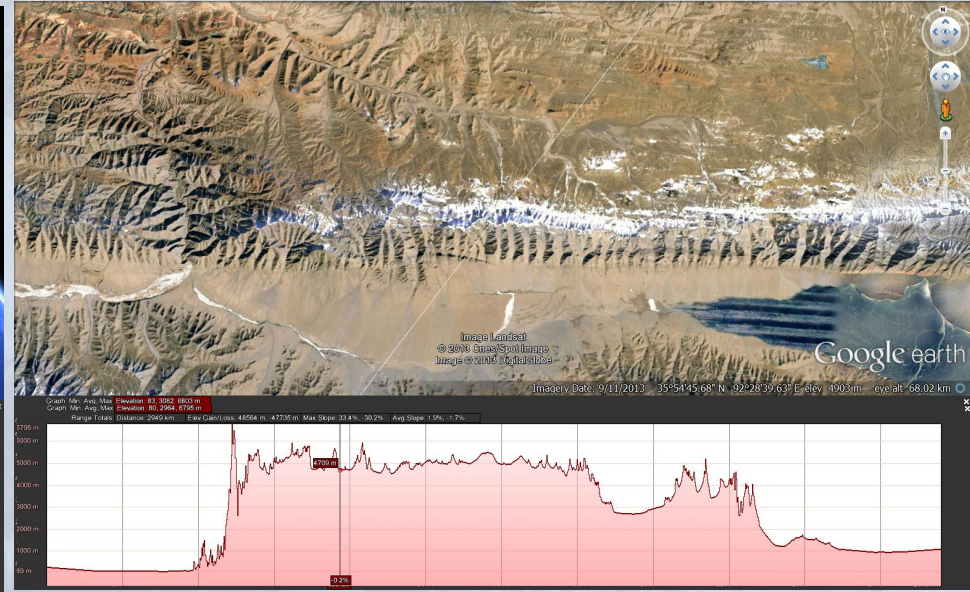 N
Image Landsat
© 2013 Cnes/Spot Image
Image © 2013 DigitalGlobe
Google earth
Imagery Date: 9/11/2013 35°54'45.68" N 92°28'39.63" E elev 4903 m eye alt 68.02 km
Graph: Min, Avg, Max Elevation: 83, 3082, 6803 m
Graph: Min, Avg, Max Elevation: 80, 2964, 6795 m
Range Totals: Distance: 2949 km Elev Gain/Loss: 48564 m, -47735 m Max Slope: 33.4%, -39.2% Avg Slope: 1.9%, -1.7%
6795 m
5000 m
4709 m
4000 m
3000 m
2000 m
1000 m
80 m
-0.2%